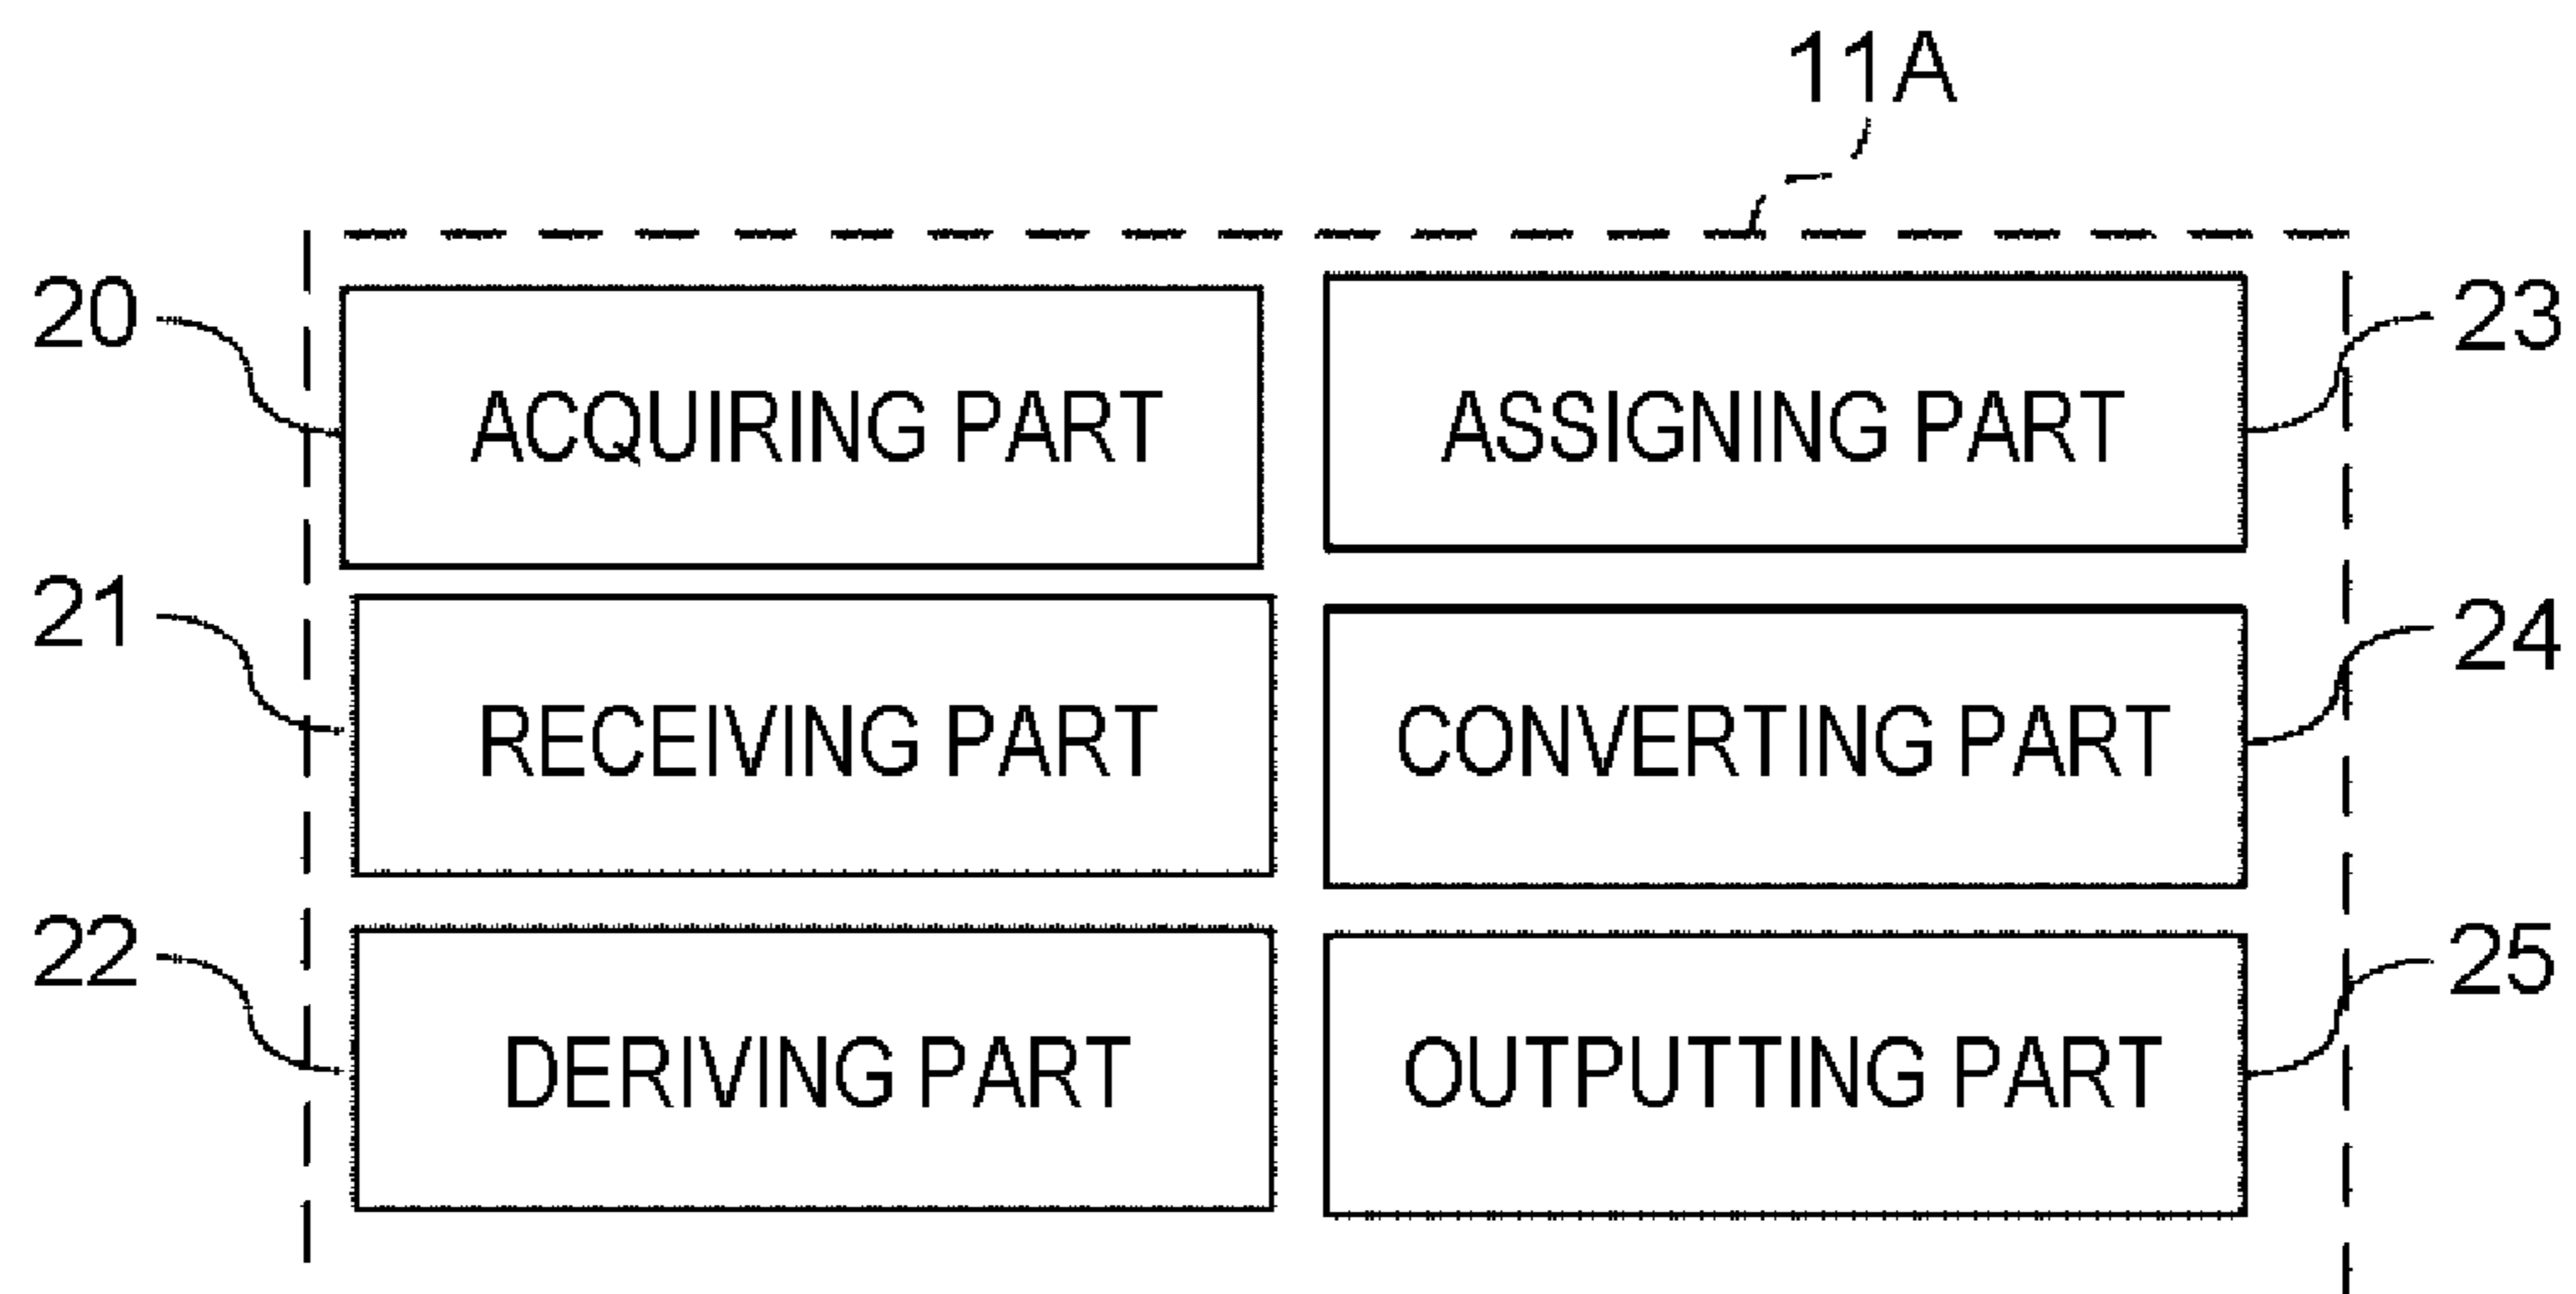 11A
20
ACQUIRING PART
ASSIGNING PART
23
21
RECEIVING PART
CONVERTING PART
24
22
DERIVING PART
OUTPUTTING PART
25